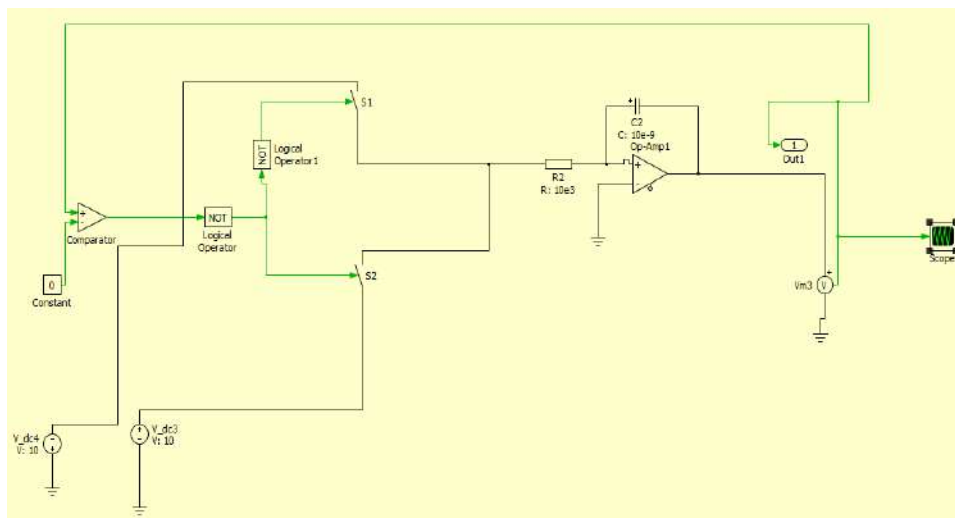 S1
C2
C: 10e-9
Op-Amp1
NOT
Logical
Operator1
1
Out1
R2
R: 10e3
+
-
Comparator
NOT
Logical
Operator
+
-
0
Constant
S2
Scope
Vm3
V
V_dc4
V: 10
V_dc3
V: 10